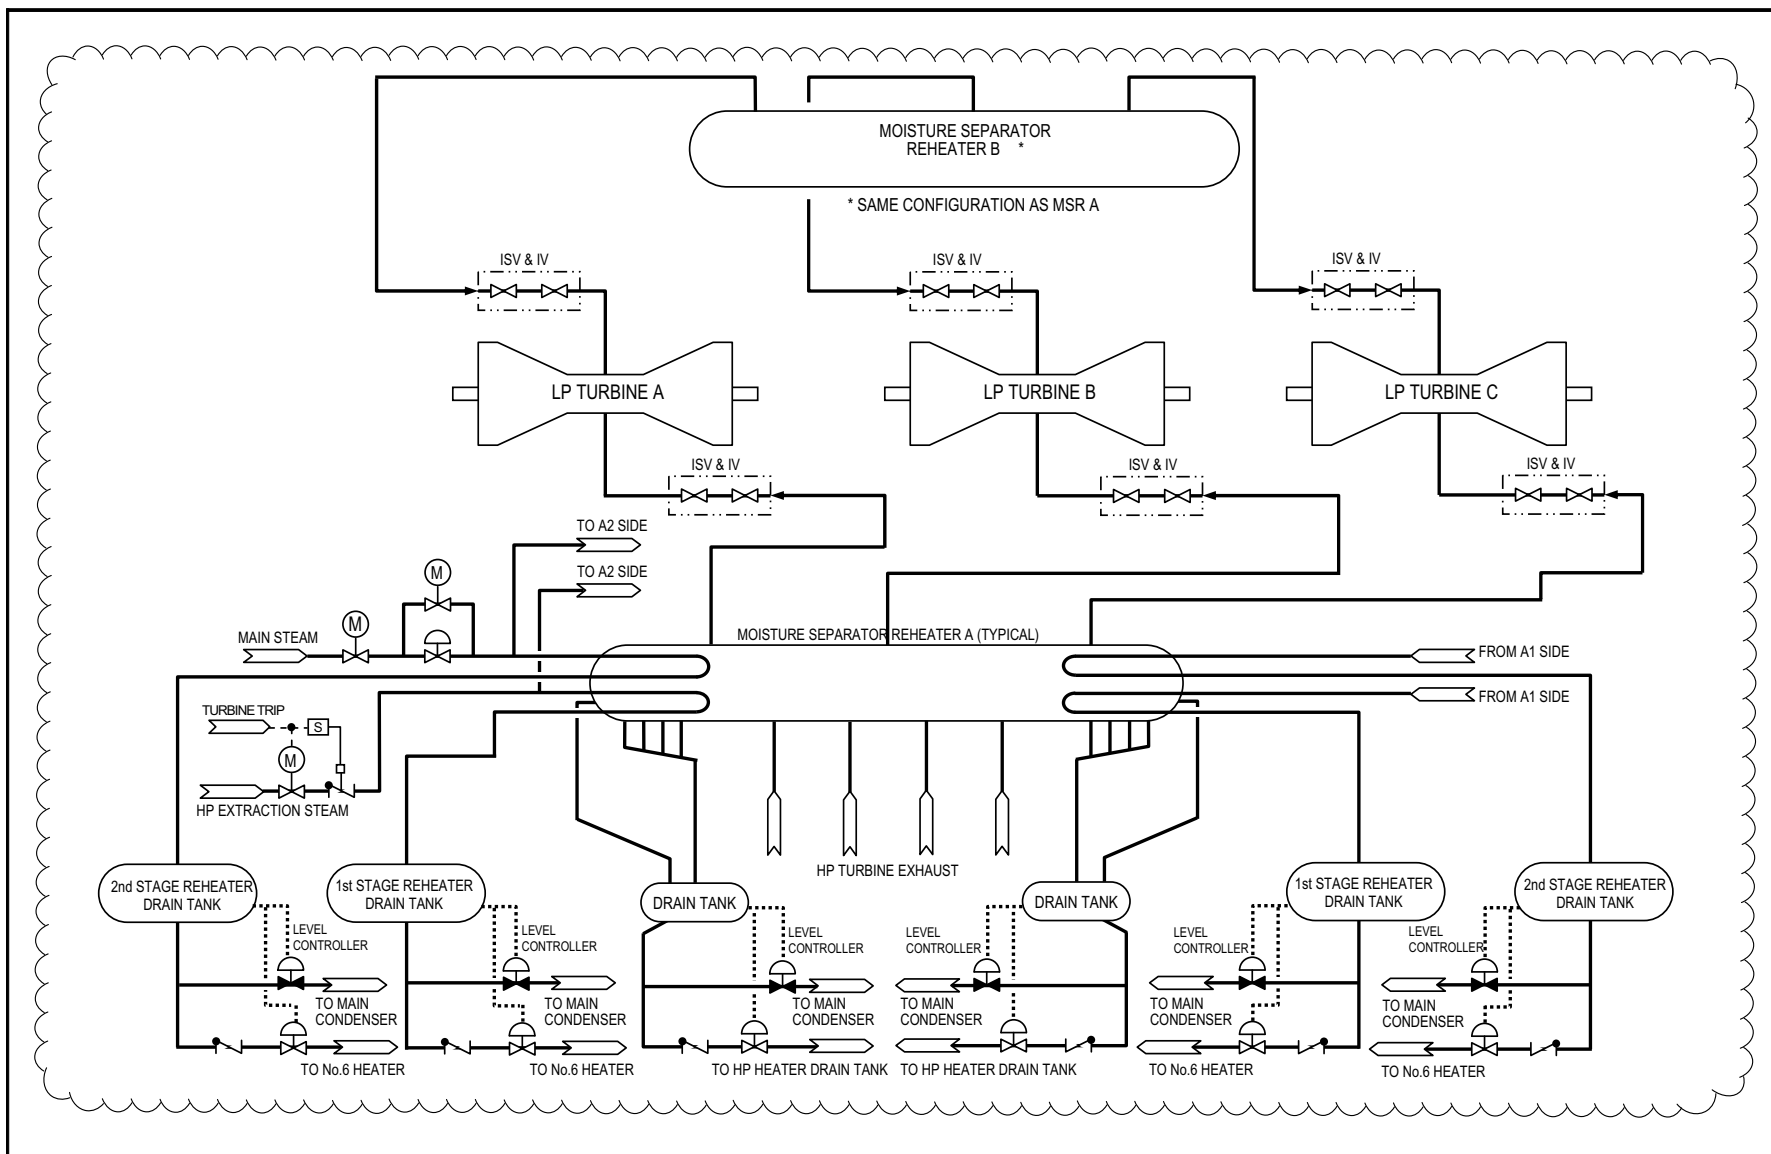 MOISTURE SEPARATOR
REHEATER B *
* SAME CONFIGURATION AS MSR A
ISV & IV
ISV & IV
ISV & IV
LP TURBINE A
LP TURBINE B
LP TURBINE C
ISV & IV
ISV & IV
ISV & IV
TO A2 SIDE
TO A2 SIDE
M
M
MAIN STEAM
MOISTURE SEPARATOR REHEATER A (TYPICAL)
FROM A1 SIDE
FROM A1 SIDE
TURBINE TRIP
S
M
HP EXTRACTION STEAM
HP TURBINE EXHAUST
2nd STAGE REHEATER
DRAIN TANK
1st STAGE REHEATER
DRAIN TANK
DRAIN TANK
DRAIN TANK
1st STAGE REHEATER
DRAIN TANK
2nd STAGE REHEATER
DRAIN TANK
LEVEL
CONTROLLER
LEVEL
CONTROLLER
LEVEL
CONTROLLER
LEVEL
CONTROLLER
LEVEL
CONTROLLER
LEVEL
CONTROLLER
TO MAIN
CONDENSER
TO MAIN
CONDENSER
TO MAIN
CONDENSER
TO MAIN
CONDENSER
TO MAIN
CONDENSER
TO MAIN
CONDENSER
TO No.6 HEATER
TO No.6 HEATER
TO HP HEATER DRAIN TANK
TO HP HEATER DRAIN TANK
TO No.6 HEATER
TO No.6 HEATER